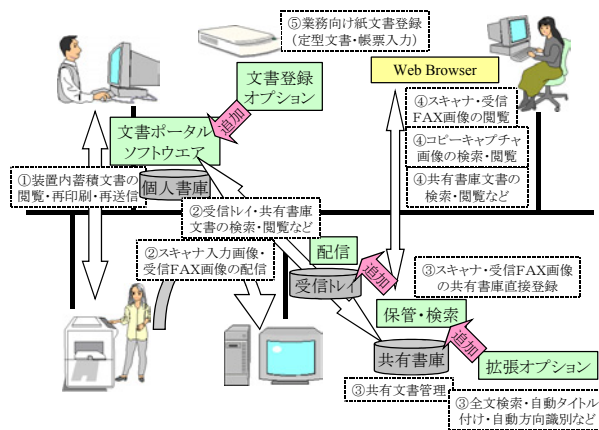 ⑤業務向け紙文書登録
（定型文書・帳票入力）
Web Browser
文書登録
オプション
追加
④スキャナ・受信
FAX画像の閲覧
文書ポータル
ソフトウエア
④コピーキャプチャ
画像の検索・閲覧
①装置内蓄積文書の
閲覧・再印刷・再送信
個人書庫
④共有書庫文書の
検索・閲覧など
②受信トレイ・共有書庫
文書の検索・閲覧など
②スキャナ入力画像・
受信FAX画像の配信
配信
追加
受信トレイ
③スキャナ・受信FAX画像
の共有書庫直接登録
保管・検索
追加
共有書庫
拡張オプション
③共有文書管理
③全文検索・自動タイトル
付け・自動方向識別など